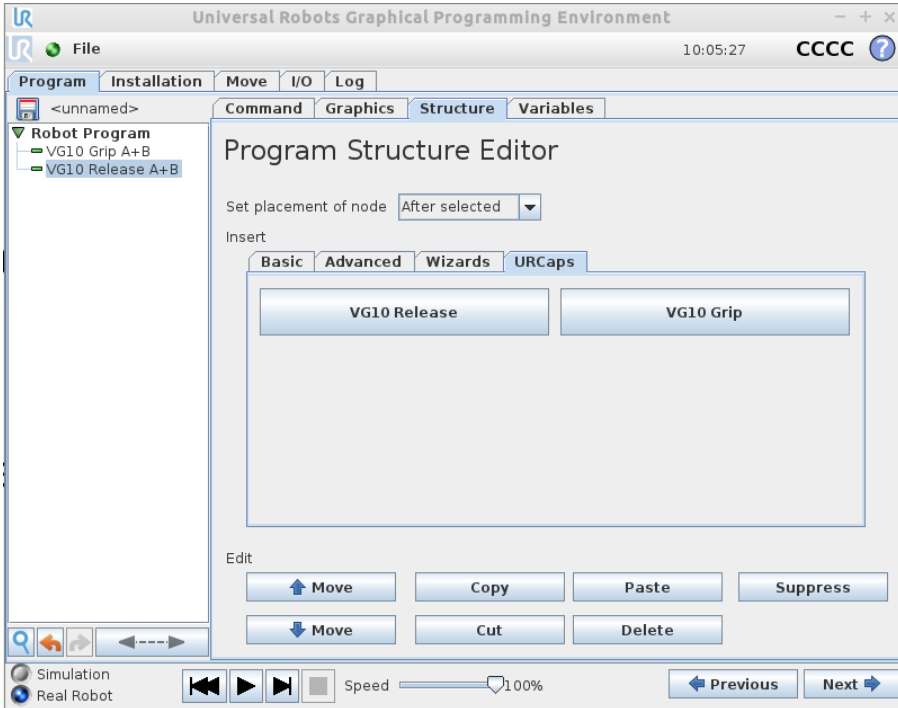 UR Universal Robots Graphical Programming Environment
UR File 10:05:27 CCCC ?
Program Installation Move I/O Log
<unnamed> Command Graphics Structure Variables
Robot Program
VG10 Grip A+B
VG10 Release A+B
Program Structure Editor
Set placement of node After selected
Insert
Basic Advanced Wizards URCaps
VG10 Release VG10 Grip
Edit
Move Copy Paste Suppress
Move Cut Delete
Simulation
Real Robot
Speed 100%
Previous Next